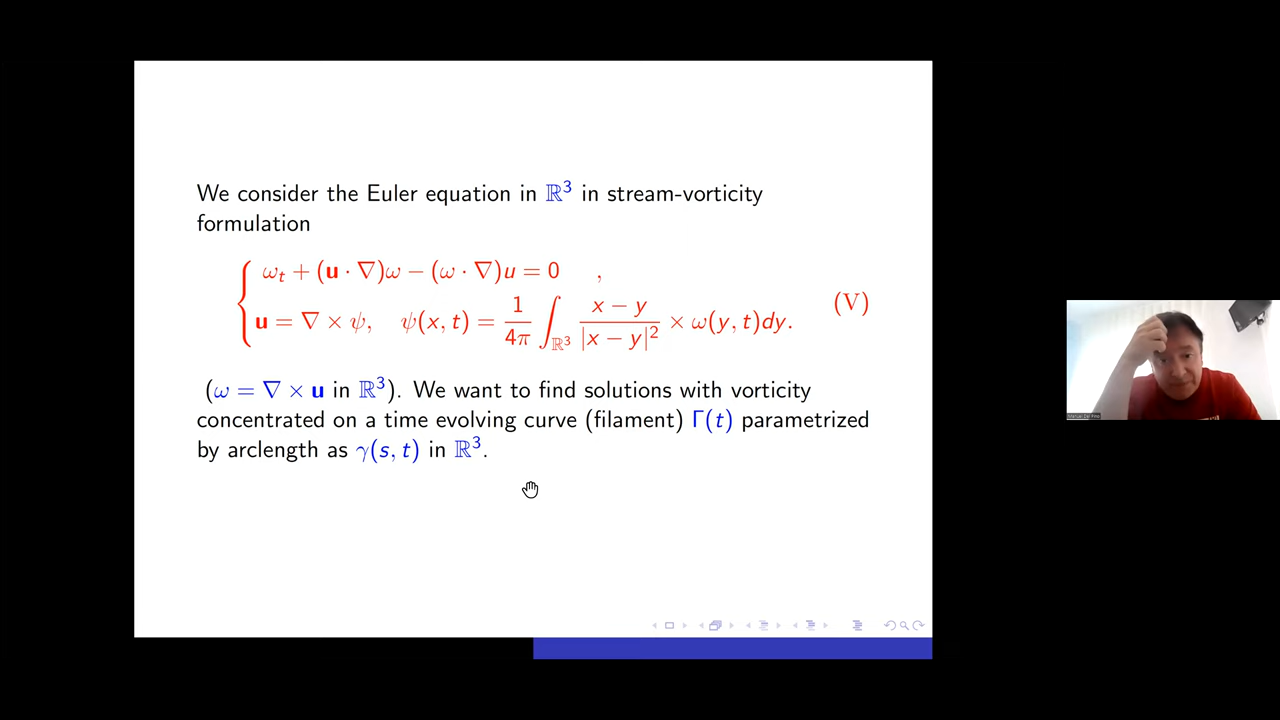 We consider the Euler equation in ℝ³ in stream-vorticity
formulation
ωₜ + (u · ∇)ω − (ω · ∇)u = 0 ,
u = ∇ × ψ, ψ(x, t) = 1/4π ∫_ℝ³ (x − y)/|x − y|² × ω(y, t)dy. (V)
(ω = ∇ × u in ℝ³). We want to find solutions with vorticity
concentrated on a time evolving curve (filament) Γ(t) parametrized
by arclength as γ(s, t) in ℝ³.